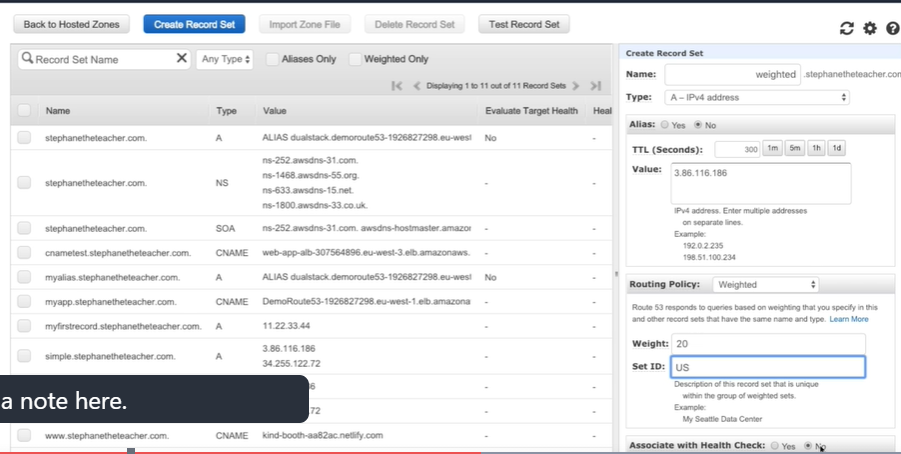 Back to Hosted Zones Create Record Set Import Zone File Delete Record Set Test Record Set
Record Set Name Any Type Aliases Only Weighted Only
Displaying 1 to 11 out of 11 Record Sets
Name Type Value Evaluate Target Health Heal
stephanetheteacher.com. A ALIAS dualstack.demoroute53-1926827298.eu-west No -
stephanetheteacher.com. NS ns-252.awsdns-31.com. - -
ns-1468.awsdns-55.org.
ns-633.awsdns-15.net.
ns-1800.awsdns-33.co.uk.
stephanetheteacher.com. SOA ns-252.awsdns-31.com. awsdns-hostmaster.amazon - -
cnametest.stephanetheteacher.com. CNAME web-app-alb-307564896.eu-west-3.elb.amazonaws. - -
myalias.stephanetheteacher.com. A ALIAS dualstack.demoroute53-1926827298.eu-west No -
myapp.stephanetheteacher.com. CNAME DemoRoute53-1926827298.eu-west-1.elb.amazona - -
myfirstrecord.stephanetheteacher.com. A 11.22.33.44 - -
simple.stephanetheteacher.com. A 3.86.116.186 - -
34.255.122.72
72
www.stephanetheteacher.com. CNAME kind-booth-aa82ac.netlify.com - -
a note here.
Create Record Set
Name: weighted .stephanetheteacher.com
Type: A – IPv4 address
Alias: Yes No
TTL (Seconds): 300 1m 5m 1h 1d
Value: 3.86.116.186
IPv4 address. Enter multiple addresses
on separate lines.
Example:
192.0.2.235
198.51.100.234
Routing Policy: Weighted
Route 53 responds to queries based on weighting that you specify in this
and other record sets that have the same name and type. Learn More
Weight: 20
Set ID: US
Description of this record set that is unique
within the group of weighted sets.
Example:
My Seattle Data Center
Associate with Health Check: Yes No